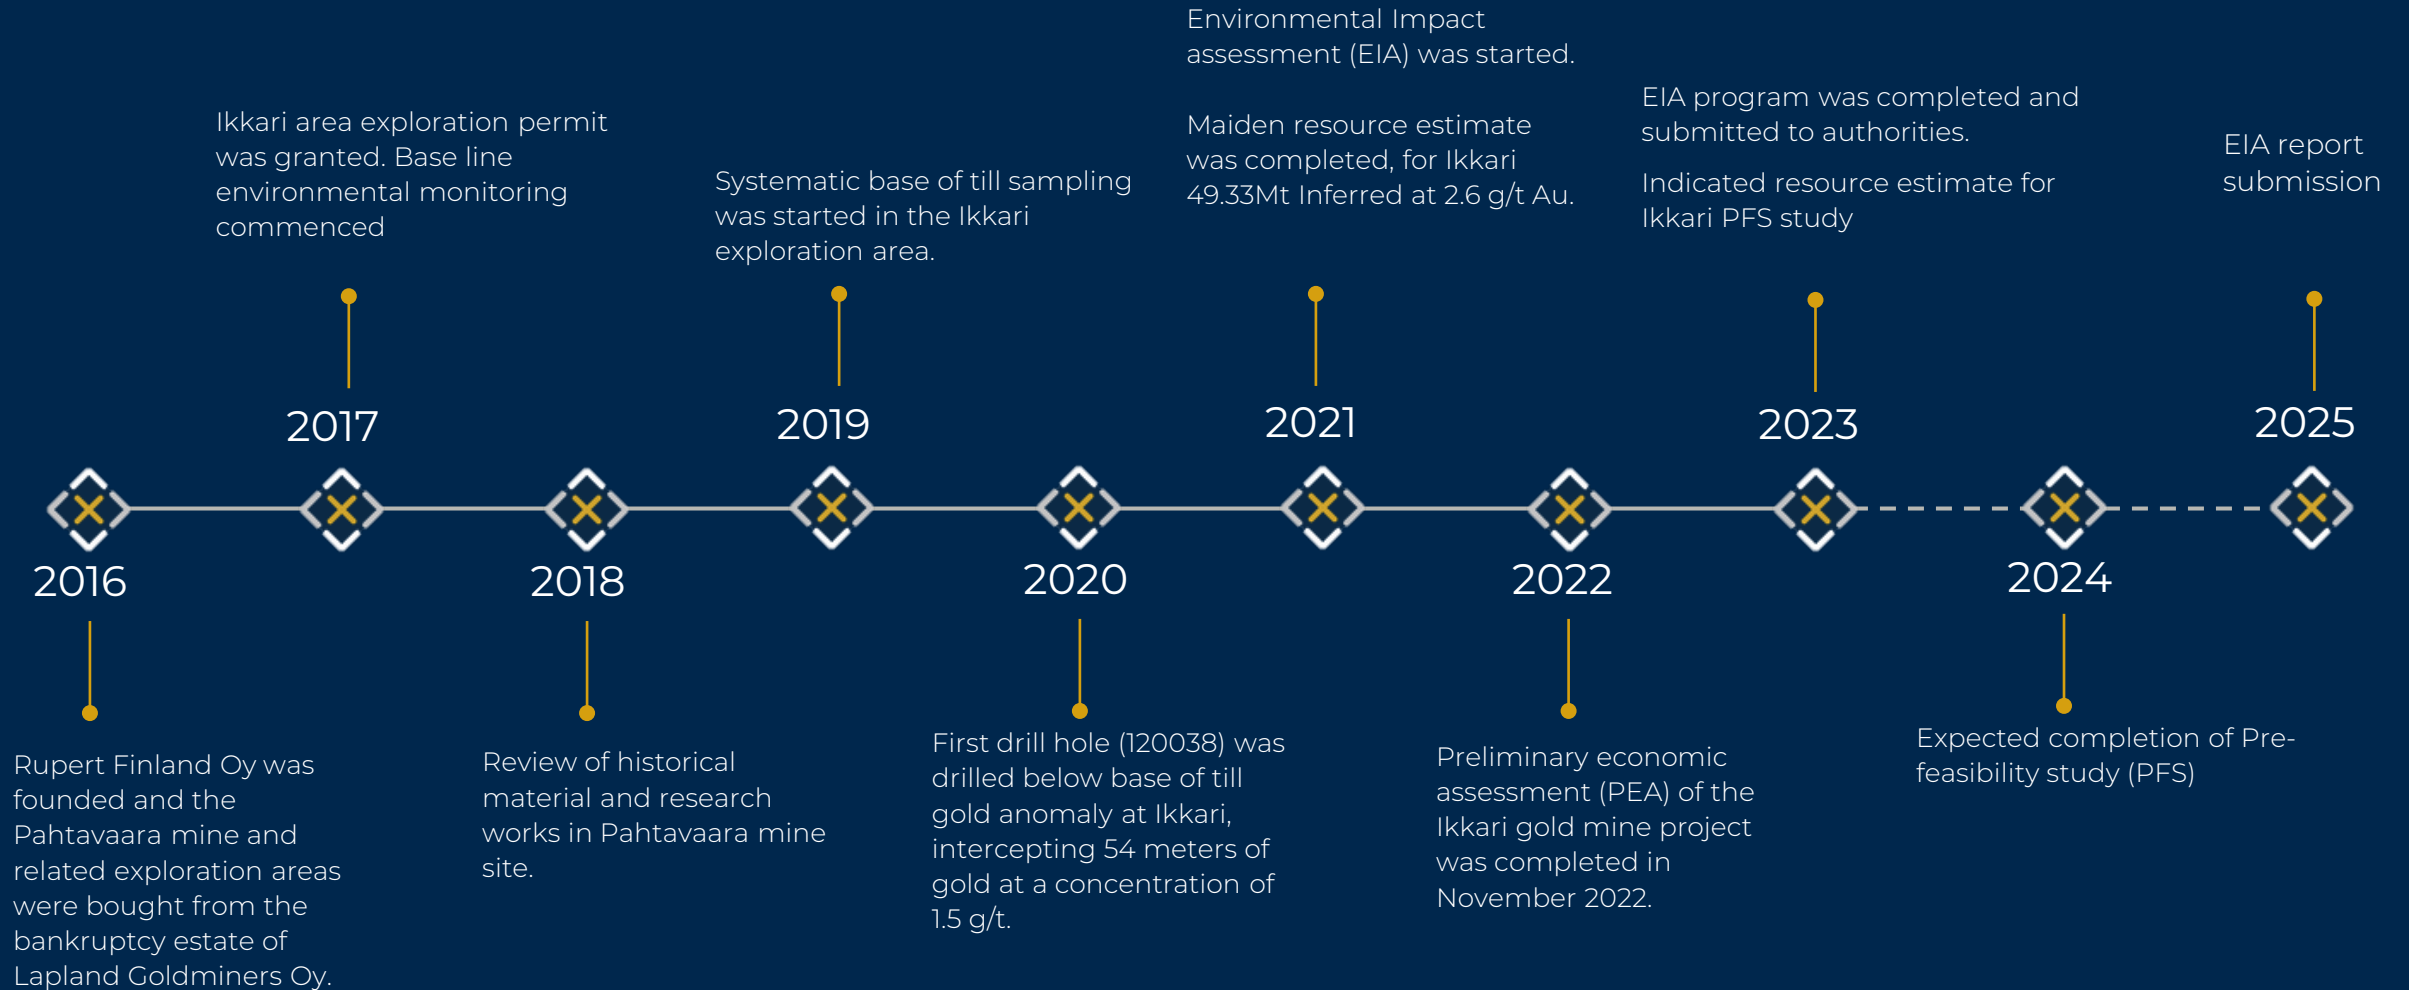 2016
Rupert Finland Oy was
founded and the
Pahtavaara mine and
related exploration areas
were bought from the
bankruptcy estate of
Lapland Goldminers Oy.
Ikkari area exploration permit
was granted. Base line
environmental monitoring
commenced
2017
2018
Review of historical
material and research
works in Pahtavaara mine
site.
Systematic base of till sampling
was started in the Ikkari
exploration area.
2019
2020
First drill hole (120038) was
drilled below base of till
gold anomaly at Ikkari,
intercepting 54 meters of
gold at a concentration of
1.5 g/t.
Environmental Impact
assessment (EIA) was started.
Maiden resource estimate
was completed, for Ikkari
49.33Mt Inferred at 2.6 g/t Au.
2021
2022
Preliminary economic
assessment (PEA) of the
Ikkari gold mine project
was completed in
November 2022.
EIA program was completed and
submitted to authorities.
Indicated resource estimate for
Ikkari PFS study
2023
2024
Expected completion of Pre-
feasibility study (PFS)
EIA report
submission
2025